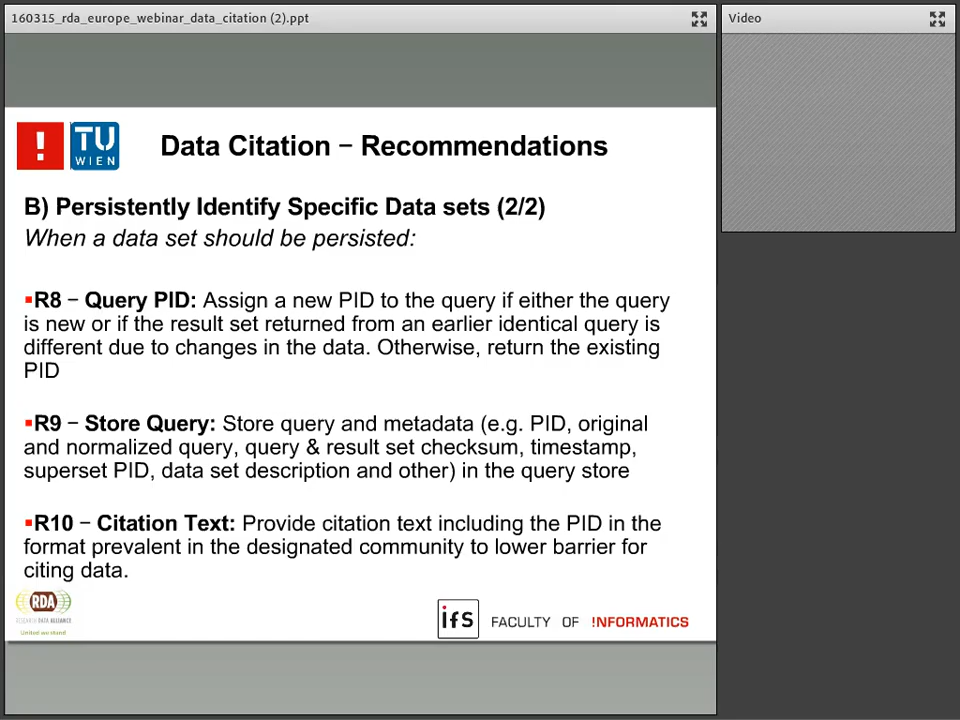 160315_rda_europe_webinar_data_citation (2).ppt
Video
!
TU
WIEN
Data Citation − Recommendations
B) Persistently Identify Specific Data sets (2/2)
When a data set should be persisted:
▪R8 − Query PID: Assign a new PID to the query if either the query
is new or if the result set returned from an earlier identical query is
different due to changes in the data. Otherwise, return the existing
PID
▪R9 − Store Query: Store query and metadata (e.g. PID, original
and normalized query, query & result set checksum, timestamp,
superset PID, data set description and other) in the query store
▪R10 − Citation Text: Provide citation text including the PID in the
format prevalent in the designated community to lower barrier for
citing data.
RDA
RESEARCH DATA ALLIANCE
United we stand
ifs
FACULTY OF !NFORMATICS